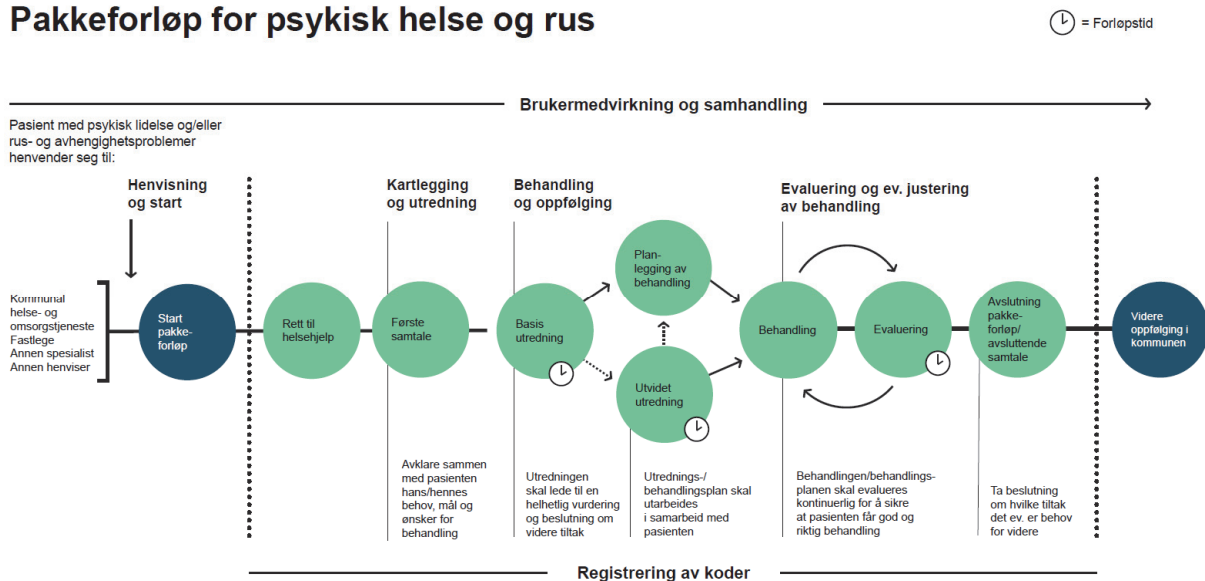 Pakkeforløp for psykisk helse og rus
= Forløpstid
Brukermedvirkning og samhandling
Pasient med psykisk lidelse og/eller
rus- og avhengighetsproblemer
henvender seg til:
Henvisning
og start
Kartlegging
og utredning
Behandling
og oppfølging
Evaluering og ev. justering
av behandling
Kommunal
helse- og
omsorgstjeneste
Fastlege
Annen spesialist
Annen henviser
Start
pakke-
forløp
Rett til
helsehjelp
Første
samtale
Basis
utredning
Plan-
legging av
behandling
Utvidet
utredning
Behandling
Evaluering
Avslutning
pakke-
forløp/
avsluttende
samtale
Videre
oppfølging i
kommunen
Avklare sammen
med pasienten
hans/hennes
behov, mål og
ønsker for
behandling
Utredningen
skal lede til en
helhetlig vurdering
og beslutning om
videre tiltak
Utrednings-/
behandlingsplan skal
utarbeides
i samarbeid med
pasienten
Behandlingen/behandlings-
planen skal evalueres
kontinuerlig for å sikre
at pasienten får god og
riktig behandling
Ta beslutning
om hvilke tiltak
det ev. er behov
for videre
Registrering av koder